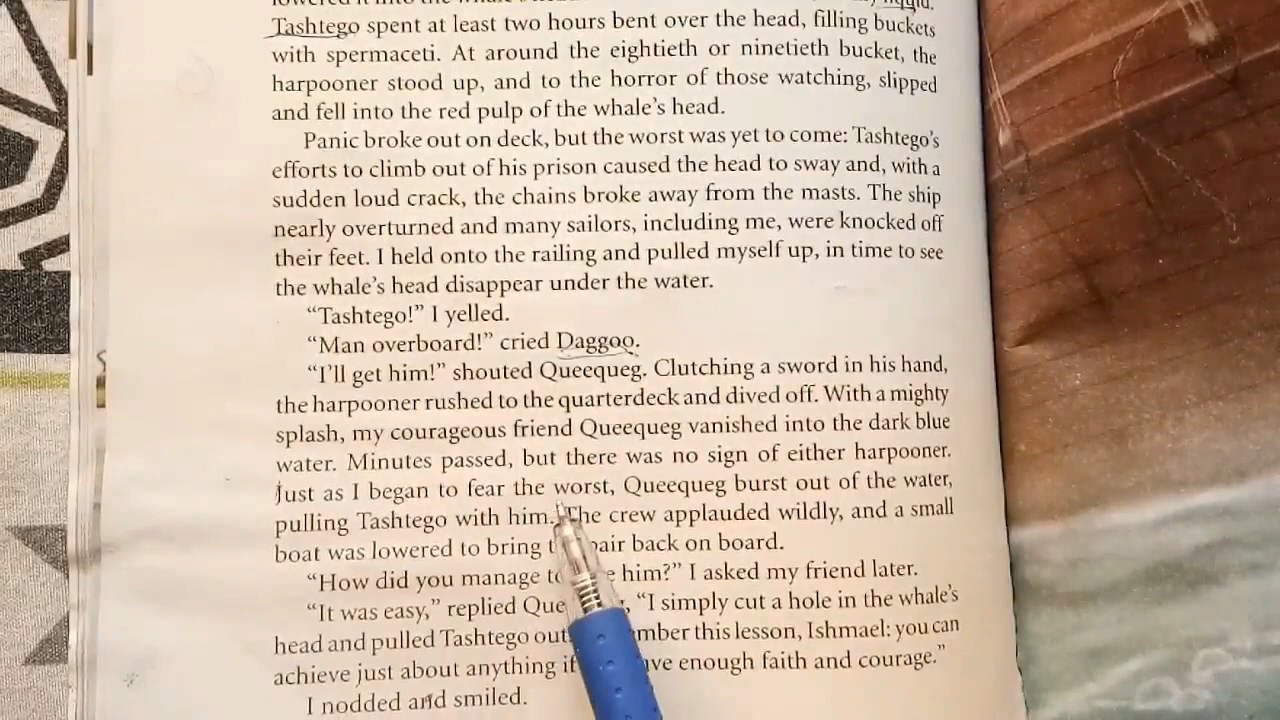 Tashtego spent at least two hours bent over the head, filling buckets
with spermaceti. At around the eightieth or ninetieth bucket, the
harpooner stood up, and to the horror of those watching, slipped
and fell into the red pulp of the whale's head.
Panic broke out on deck, but the worst was yet to come: Tashtego's
efforts to climb out of his prison caused the head to sway and, with a
sudden loud crack, the chains broke away from the masts. The ship
nearly overturned and many sailors, including me, were knocked off
their feet. I held onto the railing and pulled myself up, in time to see
the whale's head disappear under the water.
"Tashtego!" I yelled.
"Man overboard!" cried Daggoo.
"I'll get him!" shouted Queequeg. Clutching a sword in his hand,
the harpooner rushed to the quarterdeck and dived off. With a mighty
splash, my courageous friend Queequeg vanished into the dark blue
water. Minutes passed, but there was no sign of either harpooner.
Just as I began to fear the worst, Queequeg burst out of the water,
pulling Tashtego with him. The crew applauded wildly, and a small
boat was lowered to bring pair back on board.
"How did you manage him?" I asked my friend later.
"It was easy," replied "I simply cut a hole in the whale's
head and pulled Tashtego out this lesson, Ishmael: you can
achieve just about anything if enough faith and courage."
I nodded and smiled.